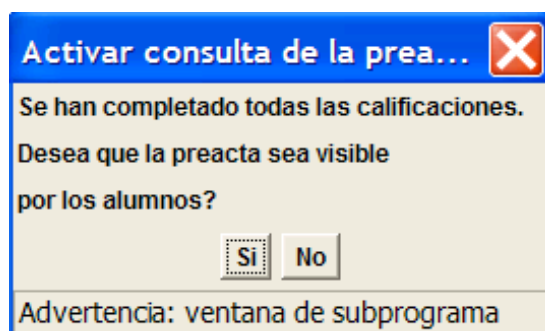 Activar consulta de la prea...
Se han completado todas las calificaciones.
Desea que la preacta sea visible
por los alumnos?
Si No
Advertencia: ventana de subprograma